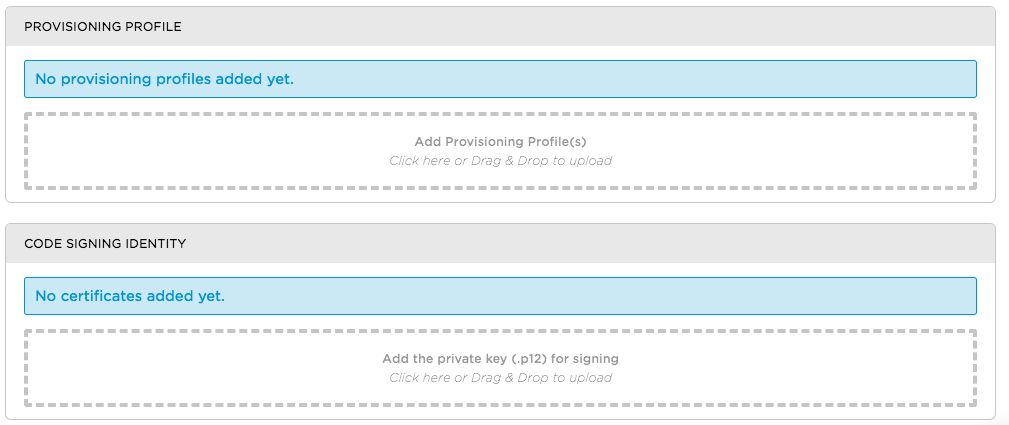 PROVISIONING PROFILE
No provisioning profiles added yet.
Add Provisioning Profile(s)
Click here or Drag & Drop to upload
CODE SIGNING IDENTITY
No certificates added yet.
Add the private key (.p12) for signing
Click here or Drag & Drop to upload